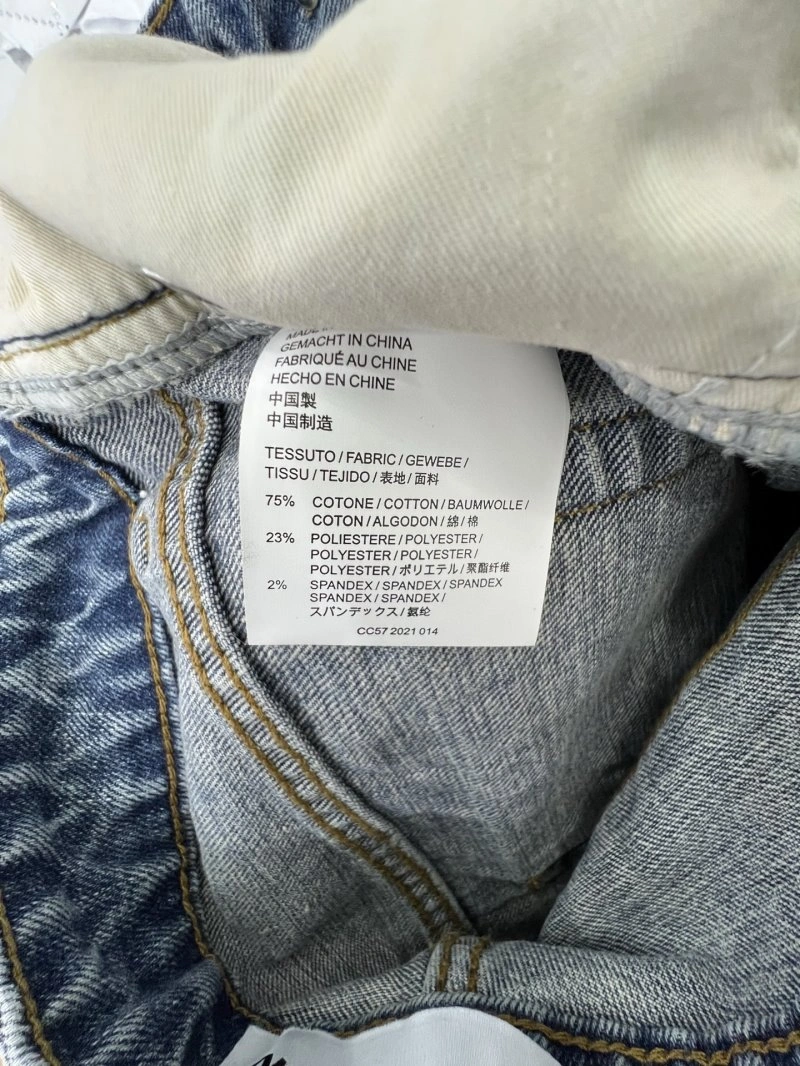 MADE IN
GEMACHT IN CHINA
FABRIQUÉ AU CHINE
HECHO EN CHINE
中国製
中国制造
TESSUTO / FABRIC / GEWEBE /
TISSU / TEJIDO / 表地 / 面料
75% COTONE / COTTON / BAUMWOLLE /
COTON / ALGODON / 綿 / 棉
23% POLIESTERE / POLYESTER /
POLYESTER / POLYESTER /
POLYESTER / ポリエテル / 聚酯纤维
2% SPANDEX / SPANDEX / SPANDEX
SPANDEX / SPANDEX /
スパンデックス / 氨纶
CC57 2021 014